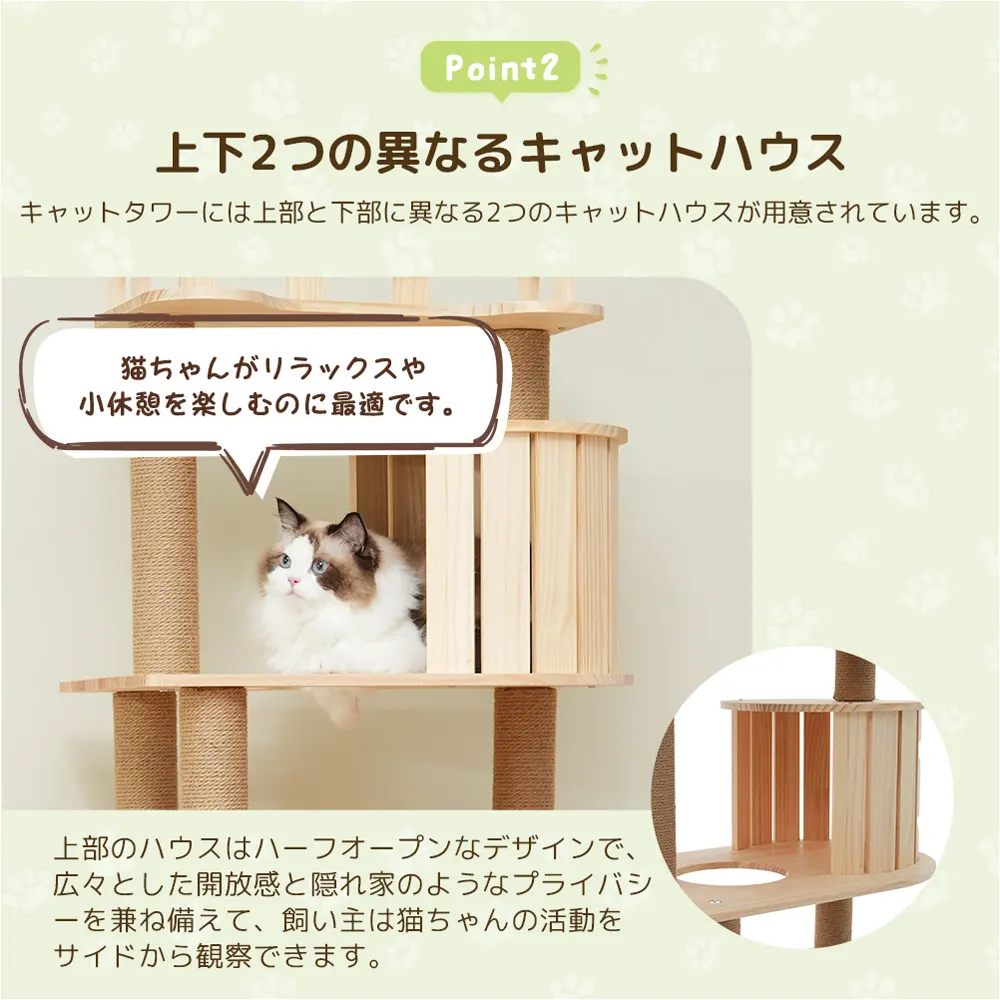 Point2
上下2つの異なるキャットハウス
キャットタワーには上部と下部に異なる2つのキャットハウスが用意されています。
猫ちゃんがリラックスや
小休憩を楽しむのに最適です。
上部のハウスはハーフオープンなデザインで、
広々とした開放感と隠れ家のようなプライバシ
ーを兼ね備えて、飼い主は猫ちゃんの活動を
サイドから観察できます。